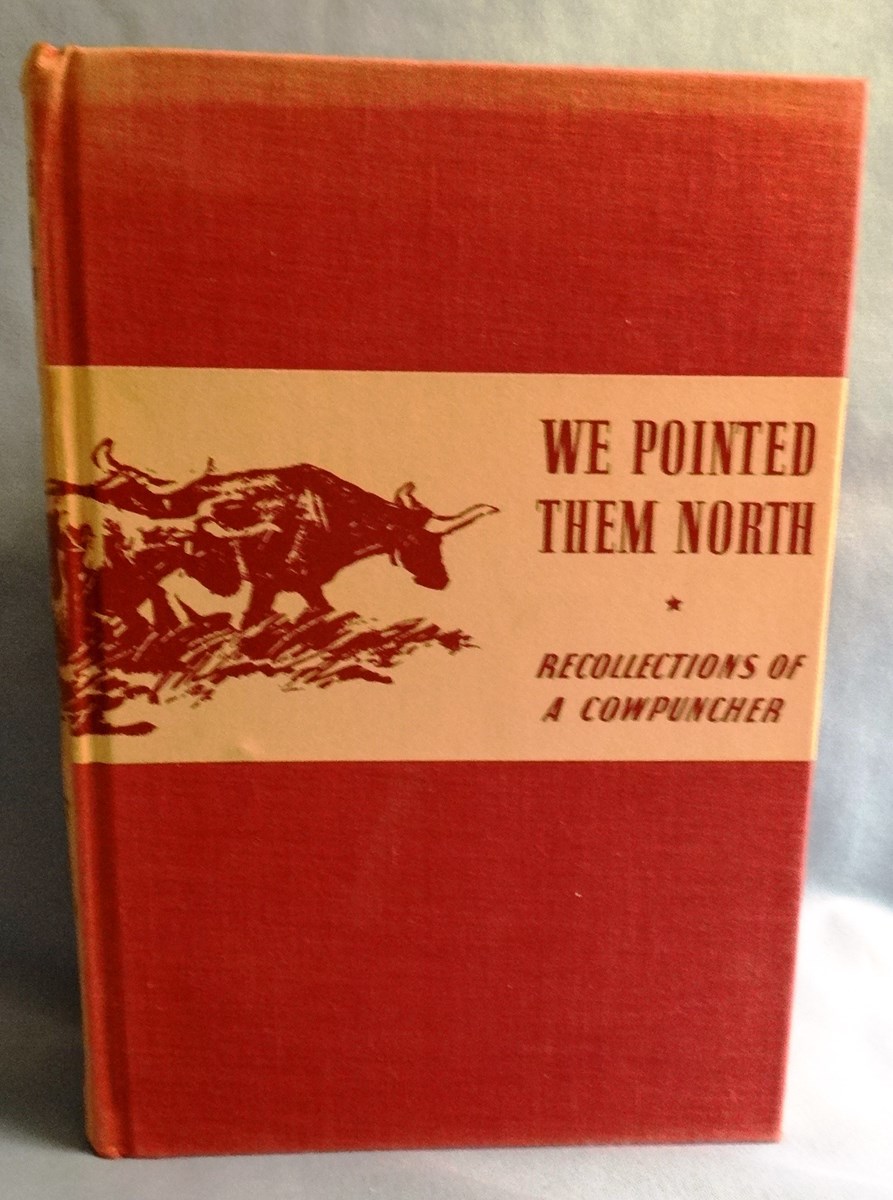 WE POINTED
THEM NORTH
RECOLLECTIONS OF
A COWPUNCHER